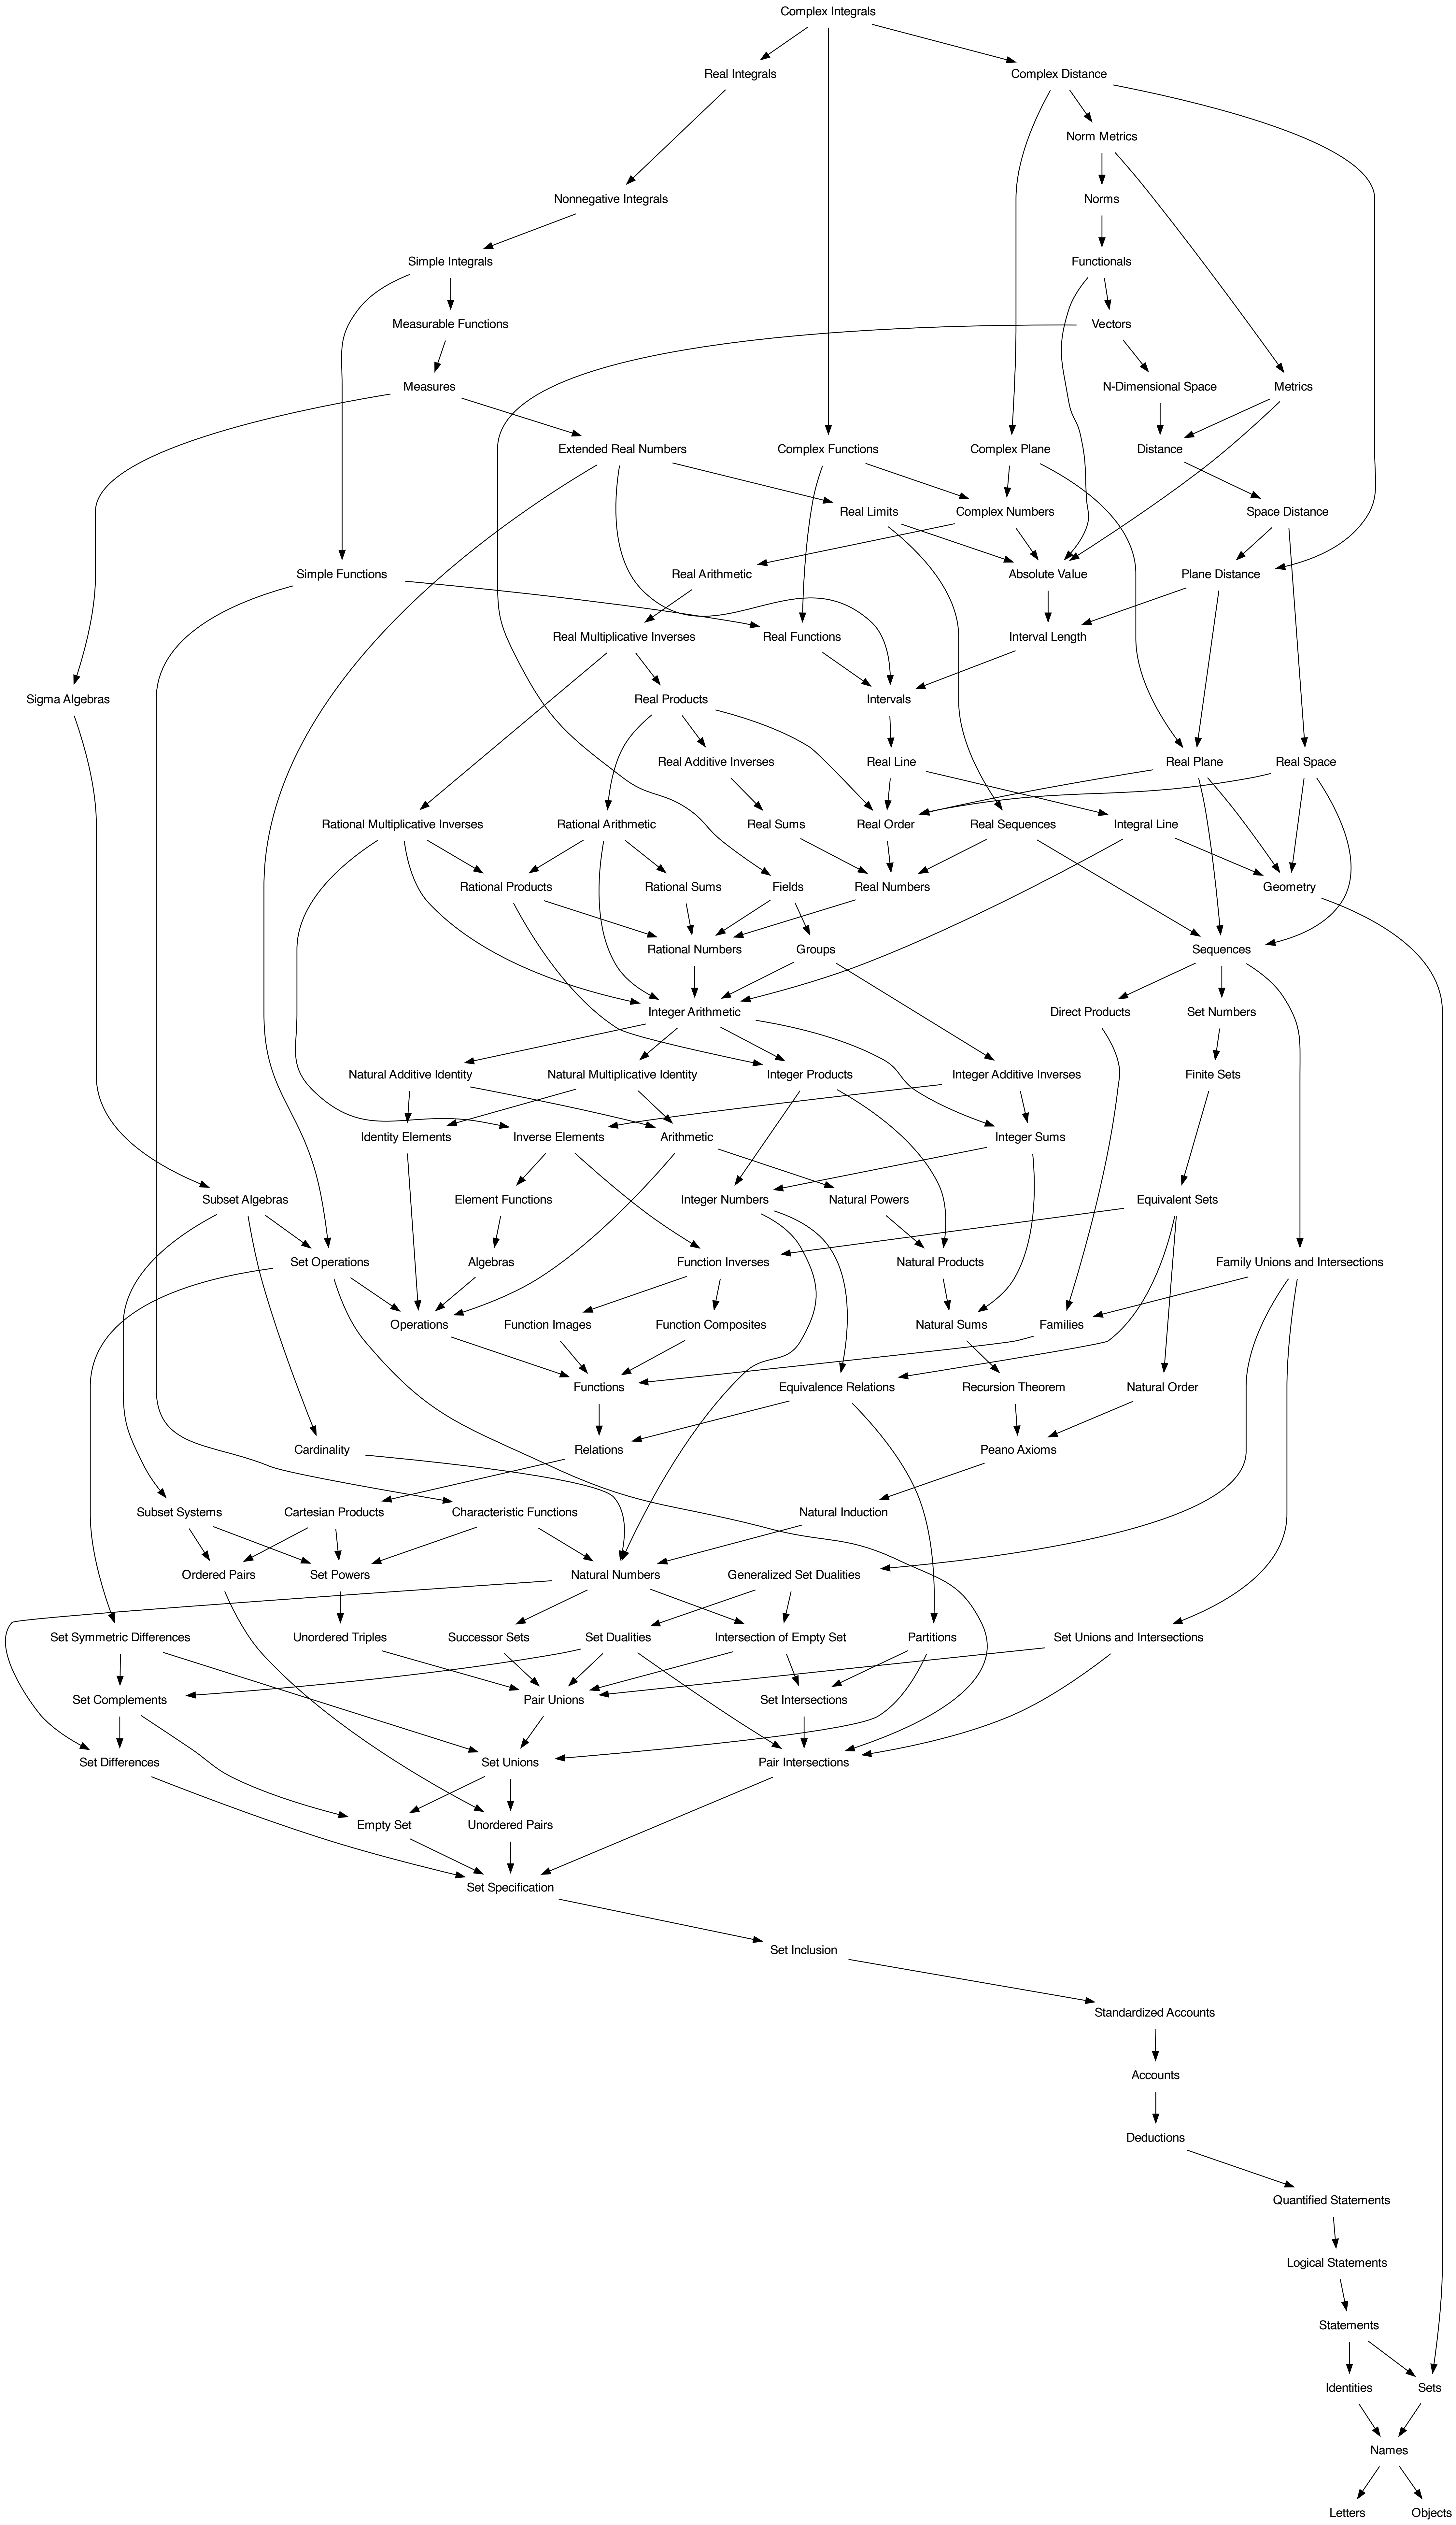 Complex Integrals
Real Integrals
Complex Distance
Norm Metrics
Nonnegative Integrals
Norms
Simple Integrals
Functionals
Measurable Functions
Vectors
Measures
N-Dimensional Space
Metrics
Extended Real Numbers
Complex Functions
Complex Plane
Distance
Real Limits
Complex Numbers
Space Distance
Simple Functions
Real Arithmetic
Absolute Value
Plane Distance
Real Multiplicative Inverses
Real Functions
Interval Length
Sigma Algebras
Real Products
Intervals
Real Additive Inverses
Real Line
Real Plane
Real Space
Rational Multiplicative Inverses
Rational Arithmetic
Real Sums
Real Order
Real Sequences
Integral Line
Rational Products
Rational Sums
Fields
Real Numbers
Geometry
Rational Numbers
Groups
Sequences
Integer Arithmetic
Direct Products
Set Numbers
Natural Additive Identity
Natural Multiplicative Identity
Integer Products
Integer Additive Inverses
Finite Sets
Identity Elements
Inverse Elements
Arithmetic
Integer Sums
Subset Algebras
Element Functions
Integer Numbers
Natural Powers
Equivalent Sets
Set Operations
Algebras
Function Inverses
Natural Products
Family Unions and Intersections
Operations
Function Images
Function Composites
Natural Sums
Families
Functions
Equivalence Relations
Recursion Theorem
Natural Order
Cardinality
Relations
Peano Axioms
Subset Systems
Cartesian Products
Characteristic Functions
Natural Induction
Ordered Pairs
Set Powers
Natural Numbers
Generalized Set Dualities
Set Symmetric Differences
Unordered Triples
Successor Sets
Set Dualities
Intersection of Empty Set
Partitions
Set Unions and Intersections
Set Complements
Pair Unions
Set Intersections
Set Differences
Set Unions
Pair Intersections
Empty Set
Unordered Pairs
Set Specification
Set Inclusion
Standardized Accounts
Accounts
Deductions
Quantified Statements
Logical Statements
Statements
Identities
Sets
Names
Letters
Objects